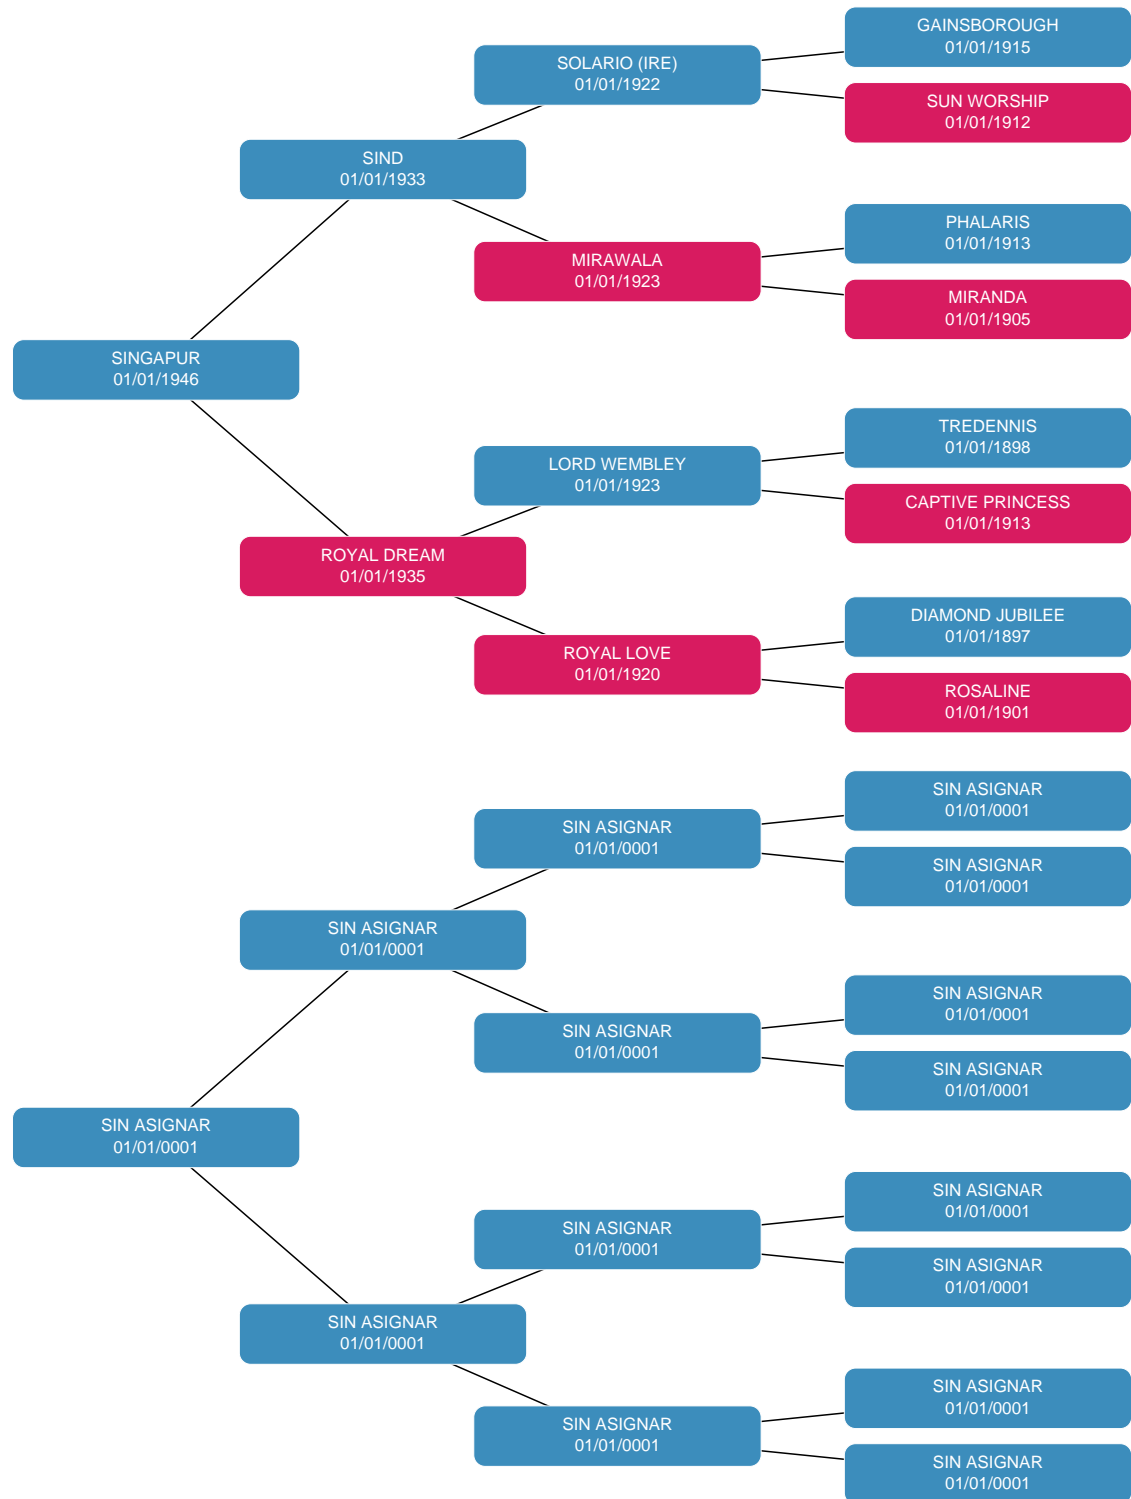 GAINSBOROUGH
01/01/1915
SOLARIO (IRE)
01/01/1922
SUN WORSHIP
01/01/1912
SIND
01/01/1933
PHALARIS
01/01/1913
MIRAWALA
01/01/1923
MIRANDA
01/01/1905
SINGAPUR
01/01/1946
TREDENNIS
01/01/1898
LORD WEMBLEY
01/01/1923
CAPTIVE PRINCESS
01/01/1913
ROYAL DREAM
01/01/1935
DIAMOND JUBILEE
01/01/1897
ROYAL LOVE
01/01/1920
ROSALINE
01/01/1901
SIN ASIGNAR
01/01/0001
SIN ASIGNAR
01/01/0001
SIN ASIGNAR
01/01/0001
SIN ASIGNAR
01/01/0001
SIN ASIGNAR
01/01/0001
SIN ASIGNAR
01/01/0001
SIN ASIGNAR
01/01/0001
SIN ASIGNAR
01/01/0001
SIN ASIGNAR
01/01/0001
SIN ASIGNAR
01/01/0001
SIN ASIGNAR
01/01/0001
SIN ASIGNAR
01/01/0001
SIN ASIGNAR
01/01/0001
SIN ASIGNAR
01/01/0001
SIN ASIGNAR
01/01/0001